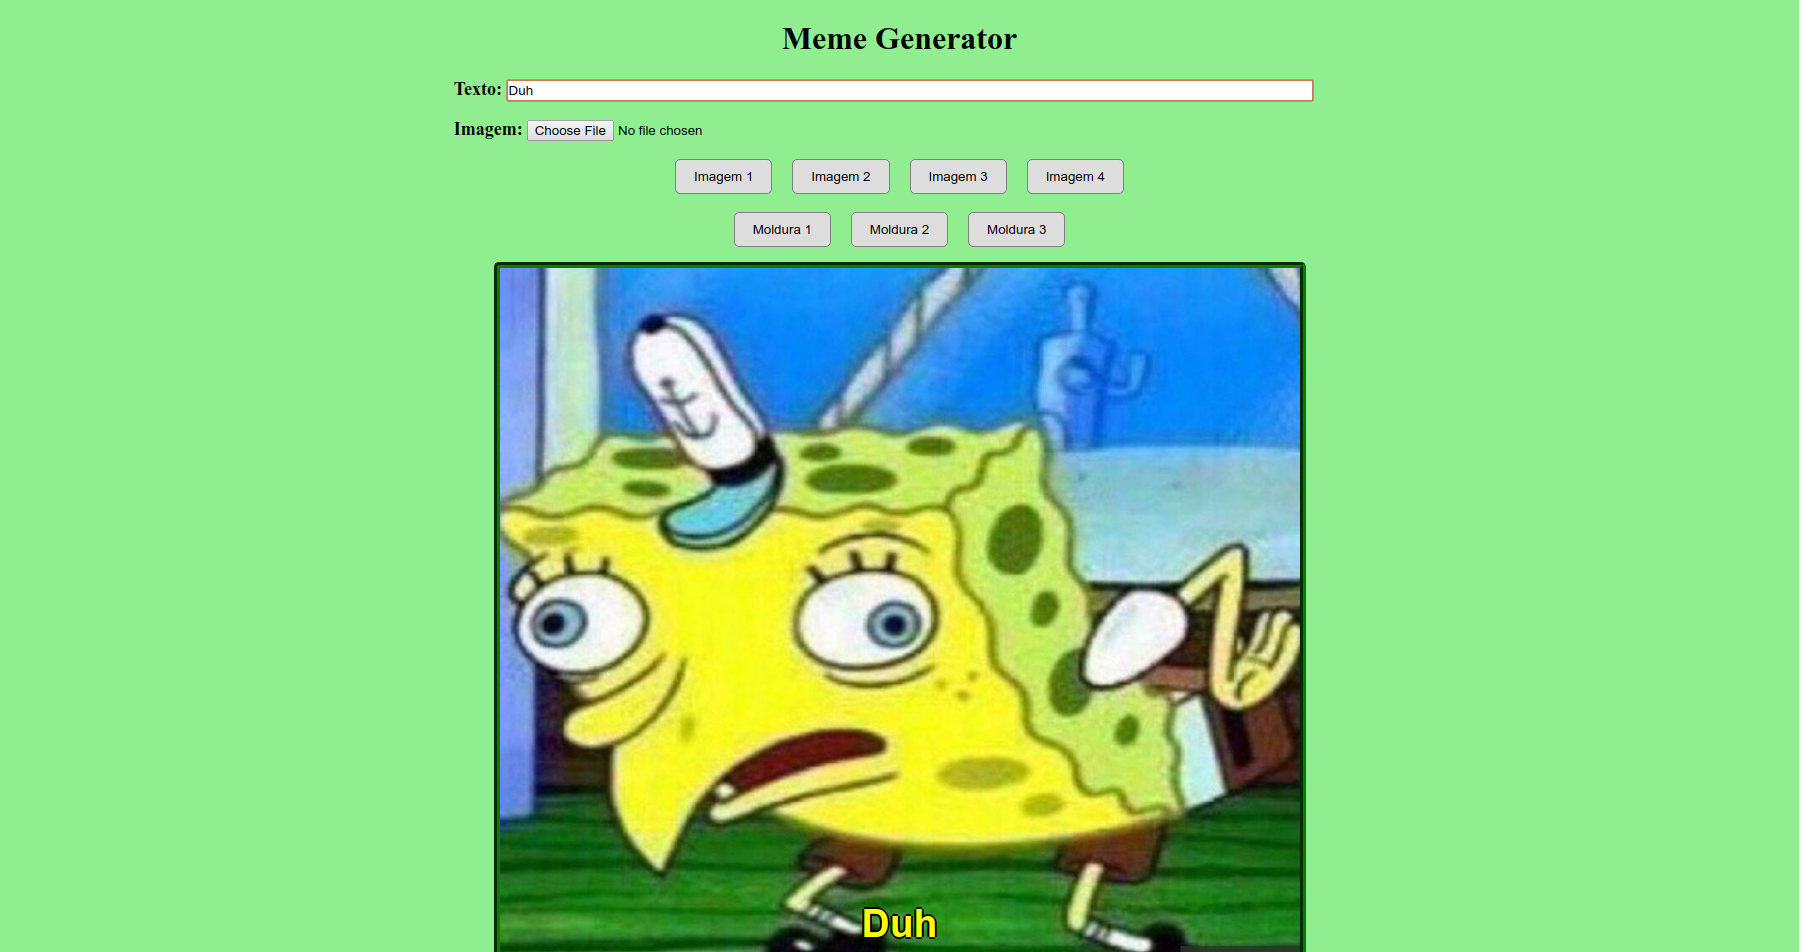 Meme Generator
Texto: Duh
Imagem: Choose File No file chosen
Imagem 1 Imagem 2 Imagem 3 Imagem 4
Moldura 1 Moldura 2 Moldura 3
Duh